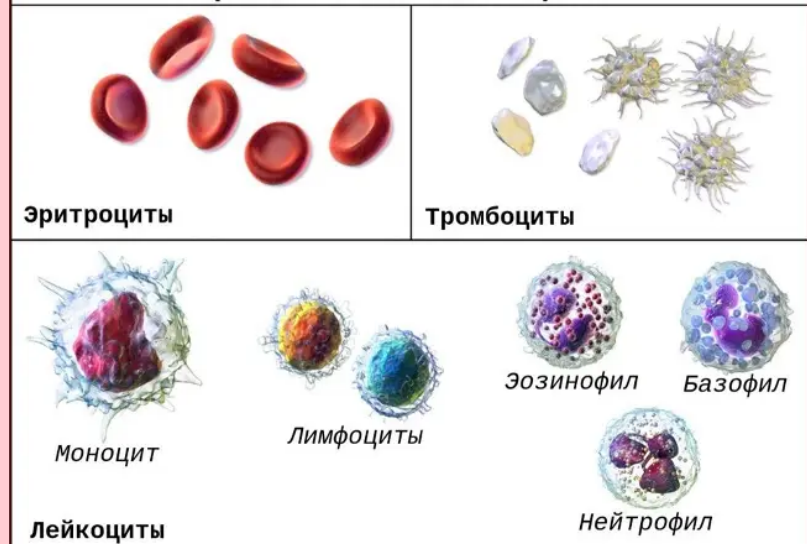 Эритроциты
Тромбоциты
Моноцит
Лимфоциты
Эозинофил
Базофил
Нейтрофил
Лейкоциты